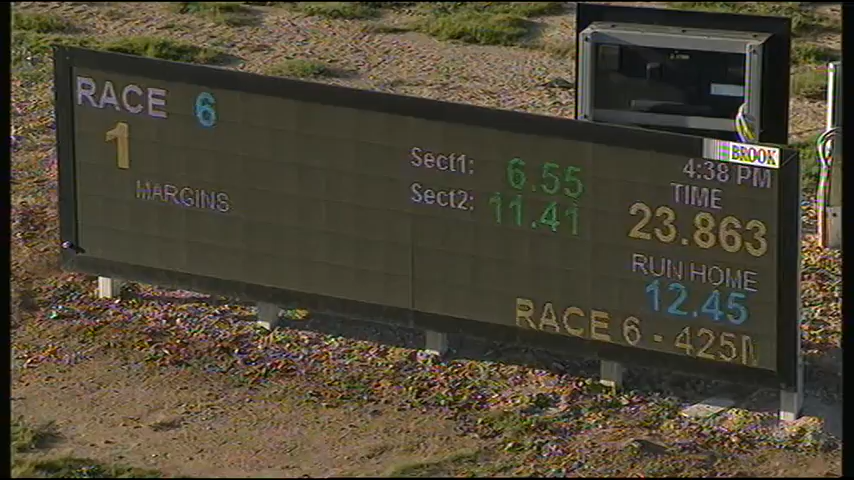 RACE 6
1
MARGINS
Sect1: 6.55
Sect2: 11.41
BROOK
4:38 PM
TIME
23.863
RUN HOME
12.45
RACE 6 - 425M